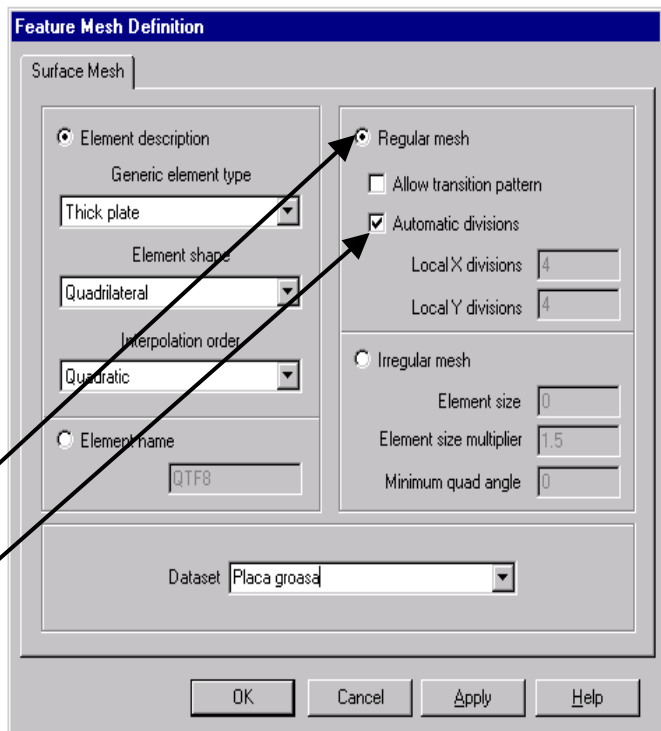 Feature Mesh Definition
Surface Mesh
Element description
Generic element type
Thick plate
Element shape
Quadrilateral
Interpolation order
Quadratic
Element name
QTF8
Regular mesh
Allow transition pattern
Automatic divisions
Local X divisions 4
Local Y divisions 4
Irregular mesh
Element size 0
Element size multiplier 1.5
Minimum quad angle 0
Dataset Placa groasa
OK Cancel Apply Help